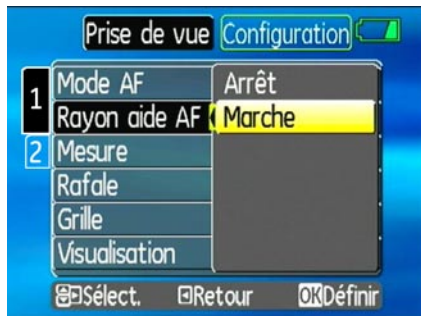 Prise de vue Configuration
1
2
Mode AF Arrêt
Rayon aide AF Marche
Mesure
Rafale
Grille
Visualisation
Sélect. Retour OK Définir